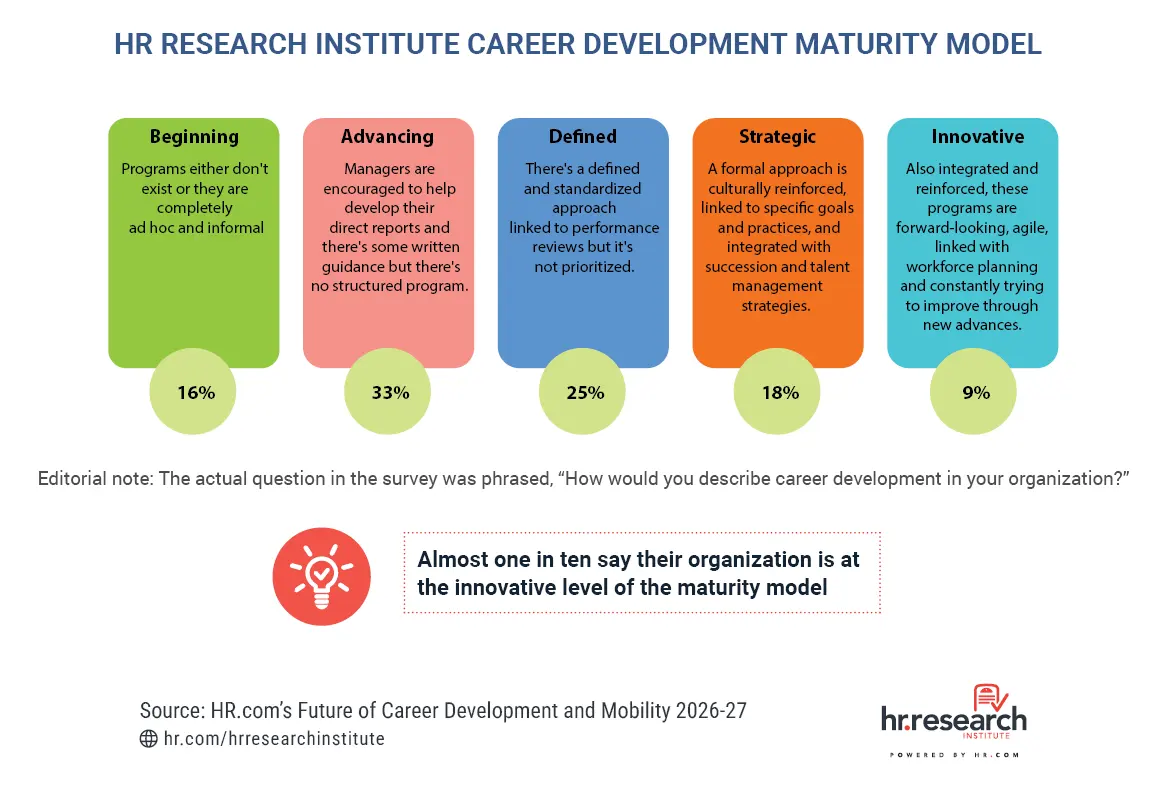 HR RESEARCH INSTITUTE CAREER DEVELOPMENT MATURITY MODEL
Beginning
Programs either don't
exist or they are
completely
ad hoc and informal
16%
Advancing
Managers are
encouraged to help
develop their
direct reports and
there's some written
guidance but there's
no structured program.
33%
Defined
There's a defined
and standardized
approach
linked to performance
reviews but it's
not prioritized.
25%
Strategic
A formal approach is
culturally reinforced,
linked to specific goals
and practices, and
integrated with
succession and talent
management
strategies.
18%
Innovative
Also integrated and
reinforced, these
programs are
forward-looking, agile,
linked with
workforce planning
and constantly trying
to improve through
new advances.
9%
Editorial note: The actual question in the survey was phrased, “How would you describe career development in your organization?”
Almost one in ten say their organization is at
the innovative level of the maturity model
Source: HR.com’s Future of Career Development and Mobility 2026-27
hr.com/hrresearchinstitute
hr.research
INSTITUTE
POWERED BY HR.COM